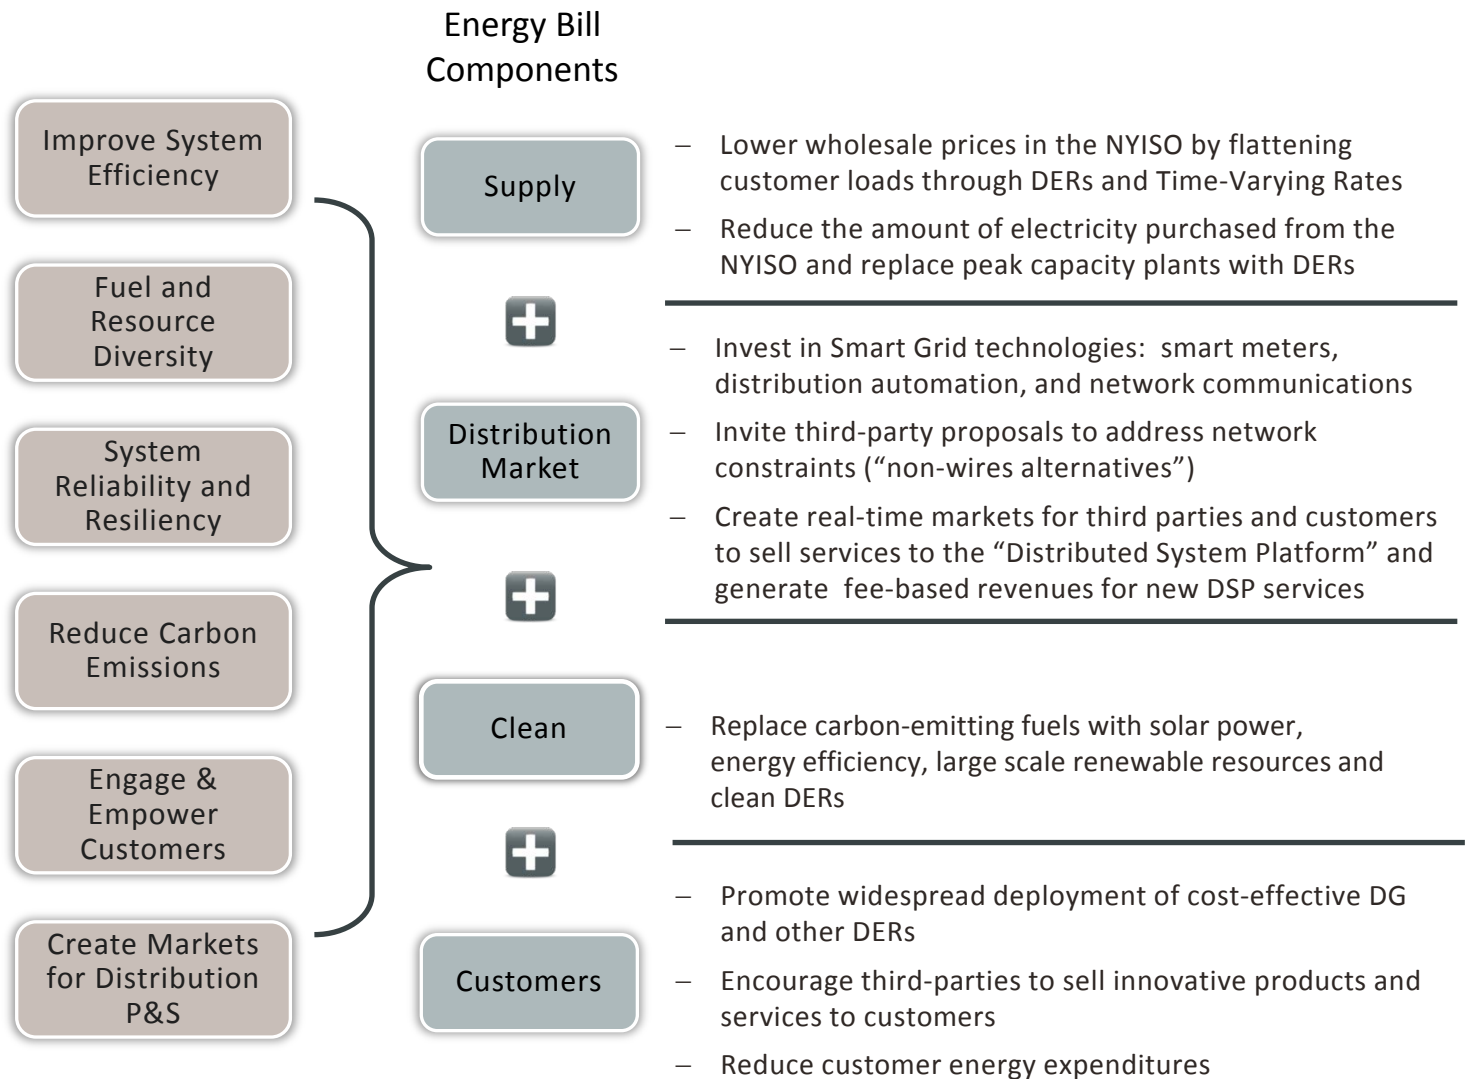 Energy Bill
Components
Improve System
Efficiency
Fuel and
Resource
Diversity
System
Reliability and
Resiliency
Reduce Carbon
Emissions
Engage &
Empower
Customers
Create Markets
for Distribution
P&S
Supply
– Lower wholesale prices in the NYISO by flattening
customer loads through DERs and Time-Varying Rates
– Reduce the amount of electricity purchased from the
NYISO and replace peak capacity plants with DERs
Distribution
Market
– Invest in Smart Grid technologies:  smart meters,
distribution automation, and network communications
– Invite third-party proposals to address network
constraints (“non-wires alternatives”)
– Create real-time markets for third parties and customers
to sell services to the “Distributed System Platform” and
generate  fee-based revenues for new DSP services
Clean
– Replace carbon-emitting fuels with solar power,
energy efficiency, large scale renewable resources and
clean DERs
Customers
– Promote widespread deployment of cost-effective DG
and other DERs
– Encourage third-parties to sell innovative products and
services to customers
– Reduce customer energy expenditures